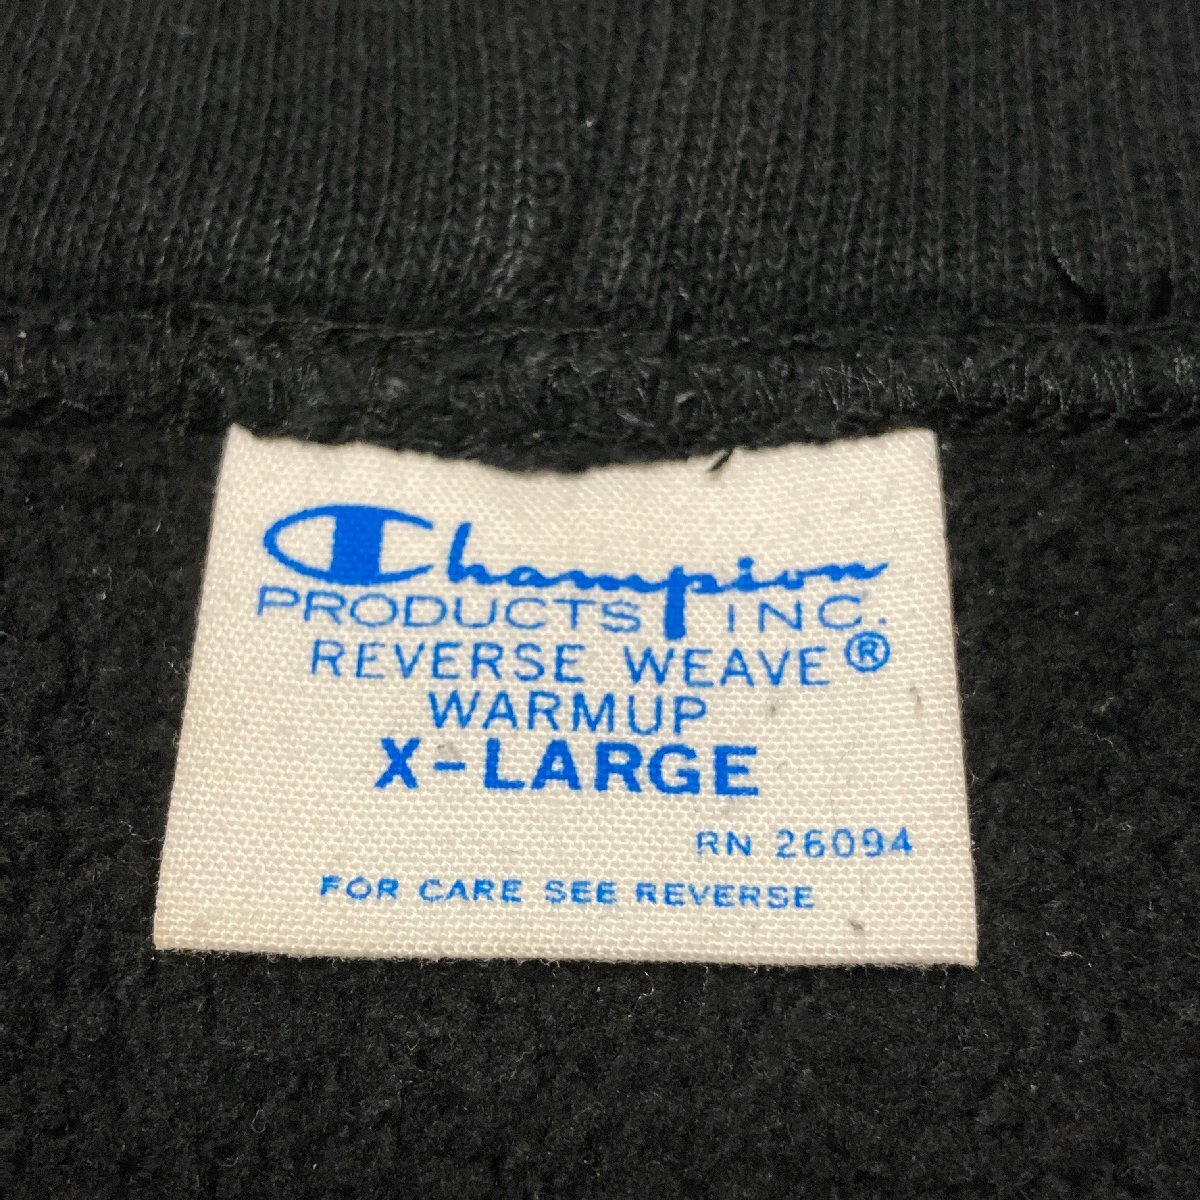 Champion
PRODUCTS INC.
REVERSE WEAVE®
WARMUP
X-LARGE
RN 26094
FOR CARE SEE REVERSE